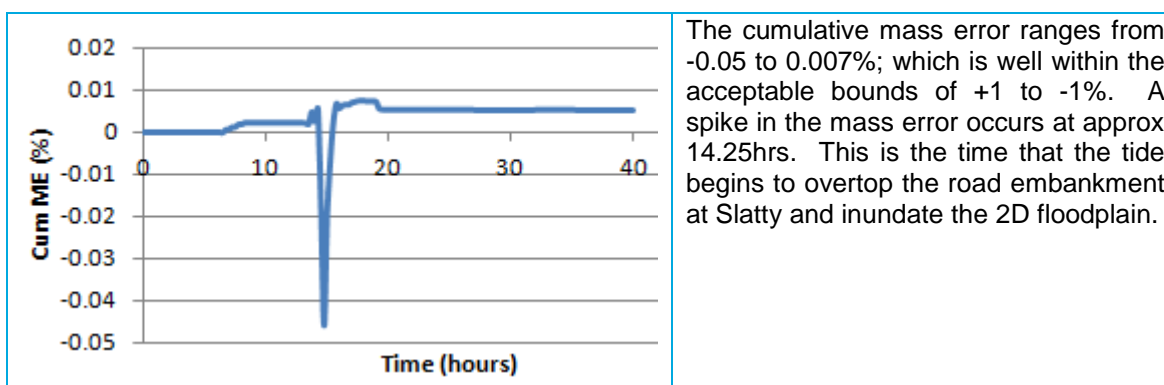 0.02
0.01
0
-0.01
-0.02
-0.03
-0.04
-0.05
Cum ME (%)
0 10 20 30 40
Time (hours)
The cumulative mass error ranges from
-0.05 to 0.007%; which is well within the
acceptable bounds of +1 to -1%. A
spike in the mass error occurs at approx
14.25hrs. This is the time that the tide
begins to overtop the road embankment
at Slatty and inundate the 2D floodplain.